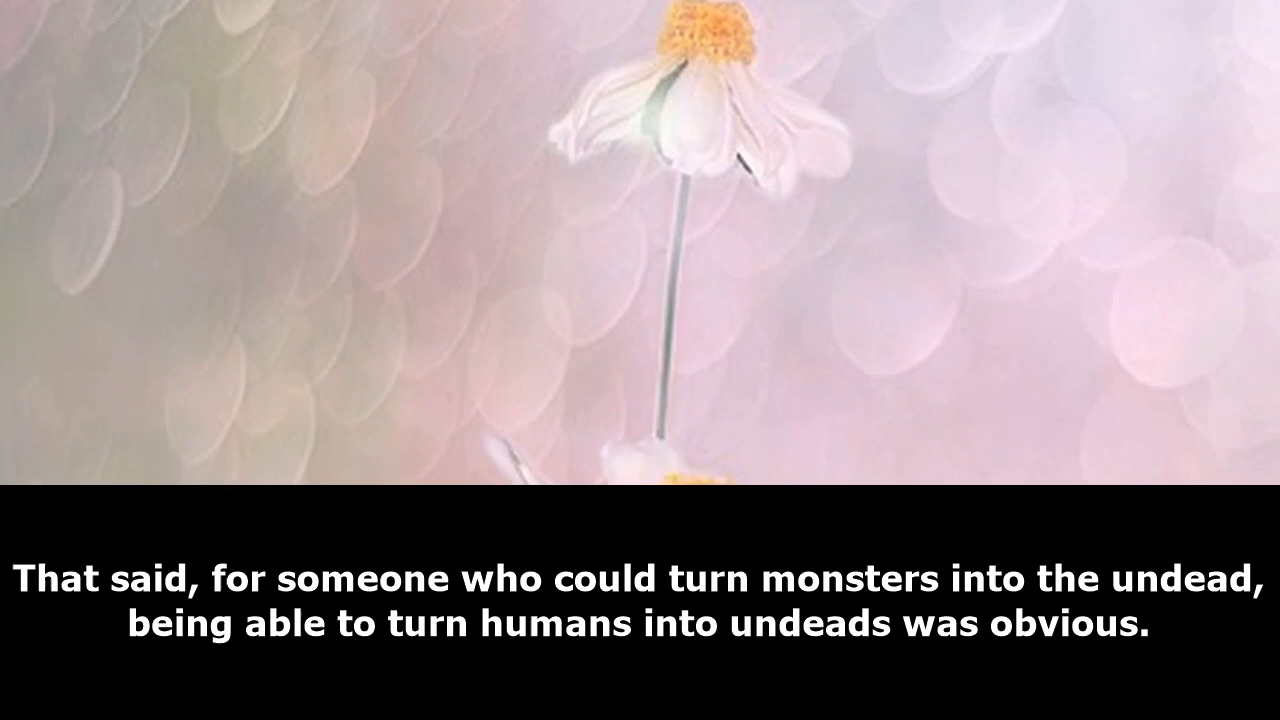 That said, for someone who could turn monsters into the undead,
being able to turn humans into undeads was obvious.